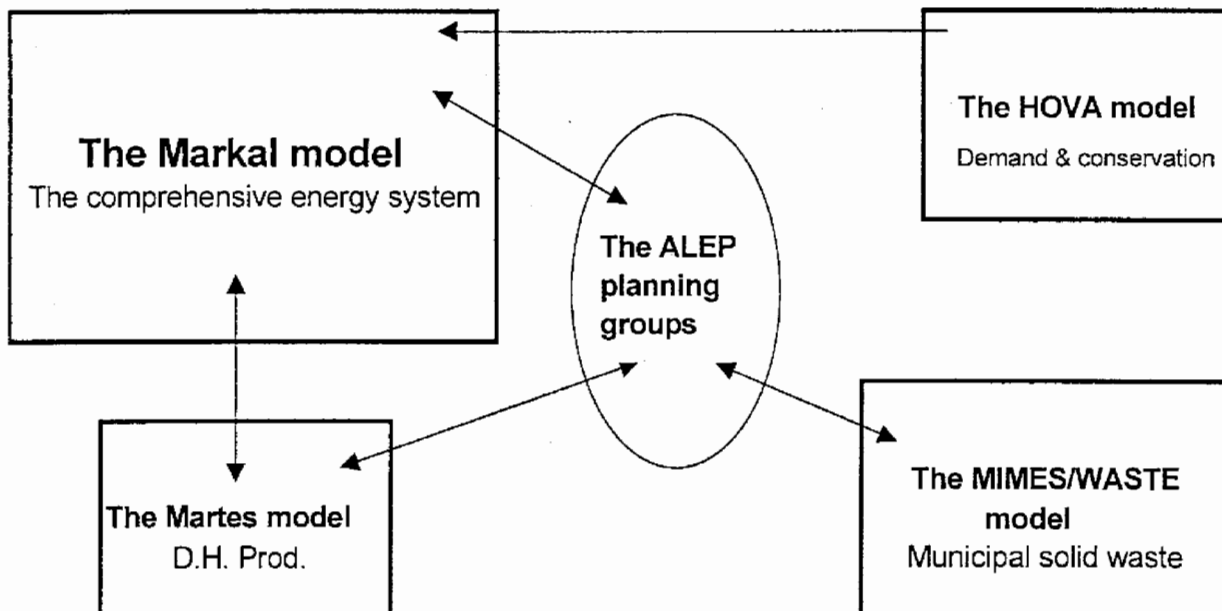 The Markal model
The comprehensive energy system
The HOVA model
Demand & conservation
The ALEP
planning
groups
The Martes model
D.H. Prod.
The MIMES/WASTE
model
Municipal solid waste